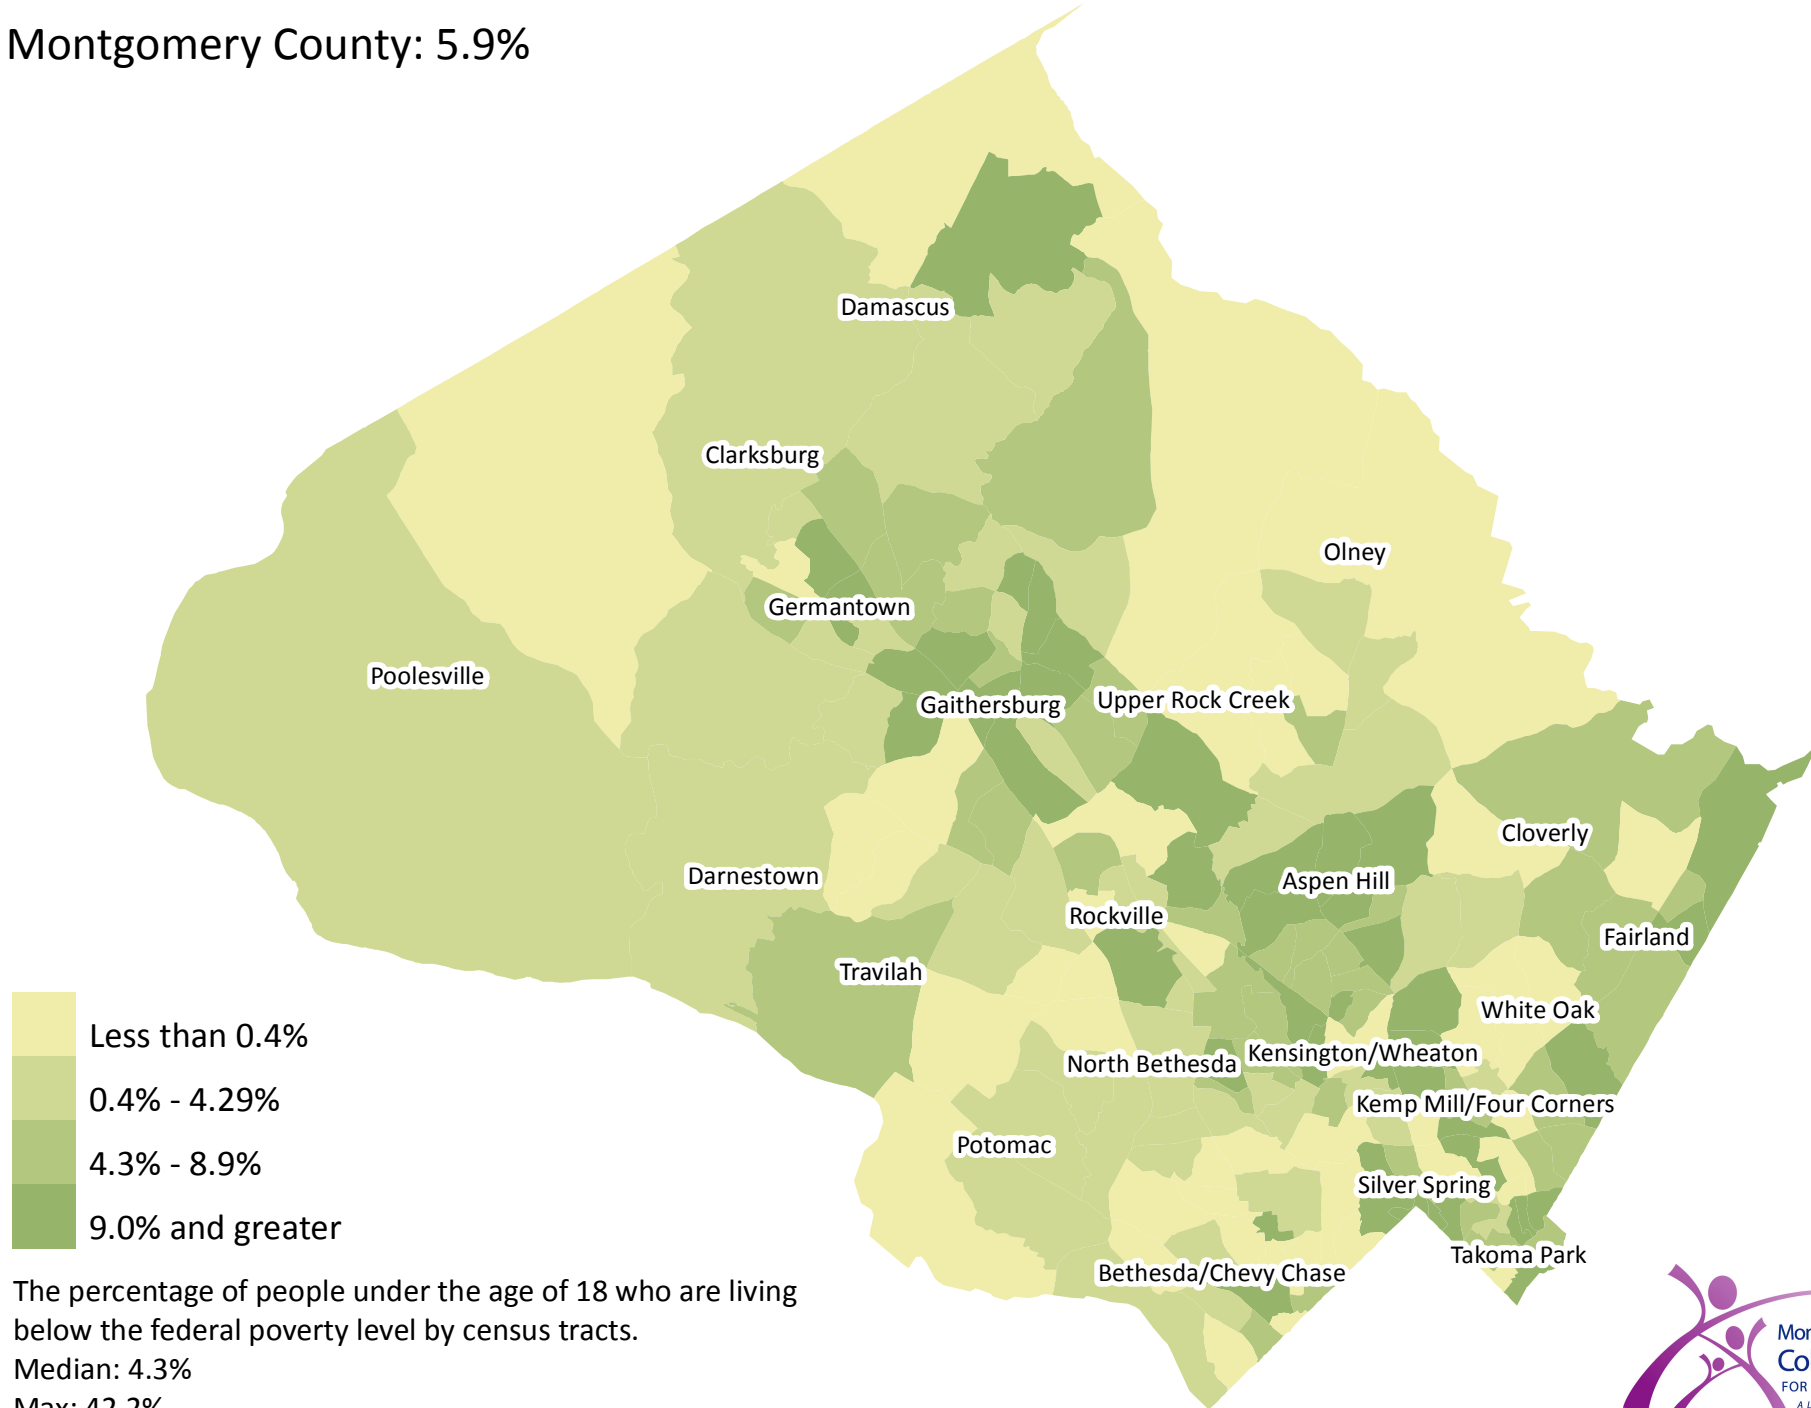 Montgomery County: 5.9%
Damascus
Clarksburg
Olney
Germantown
Poolesville
Gaithersburg
Upper Rock Creek
Cloverly
Darnestown
Aspen Hill
Rockville
Fairland
Travilah
White Oak
Less than 0.4%
North Bethesda
Kensington/Wheaton
0.4% - 4.29%
Kemp Mill/Four Corners
Potomac
4.3% - 8.9%
Silver Spring
9.0% and greater
Takoma Park
Bethesda/Chevy Chase
The percentage of people under the age of 18 who are living
below the federal poverty level by census tracts.
Median: 4.3%
Max: 42.2%
FOR